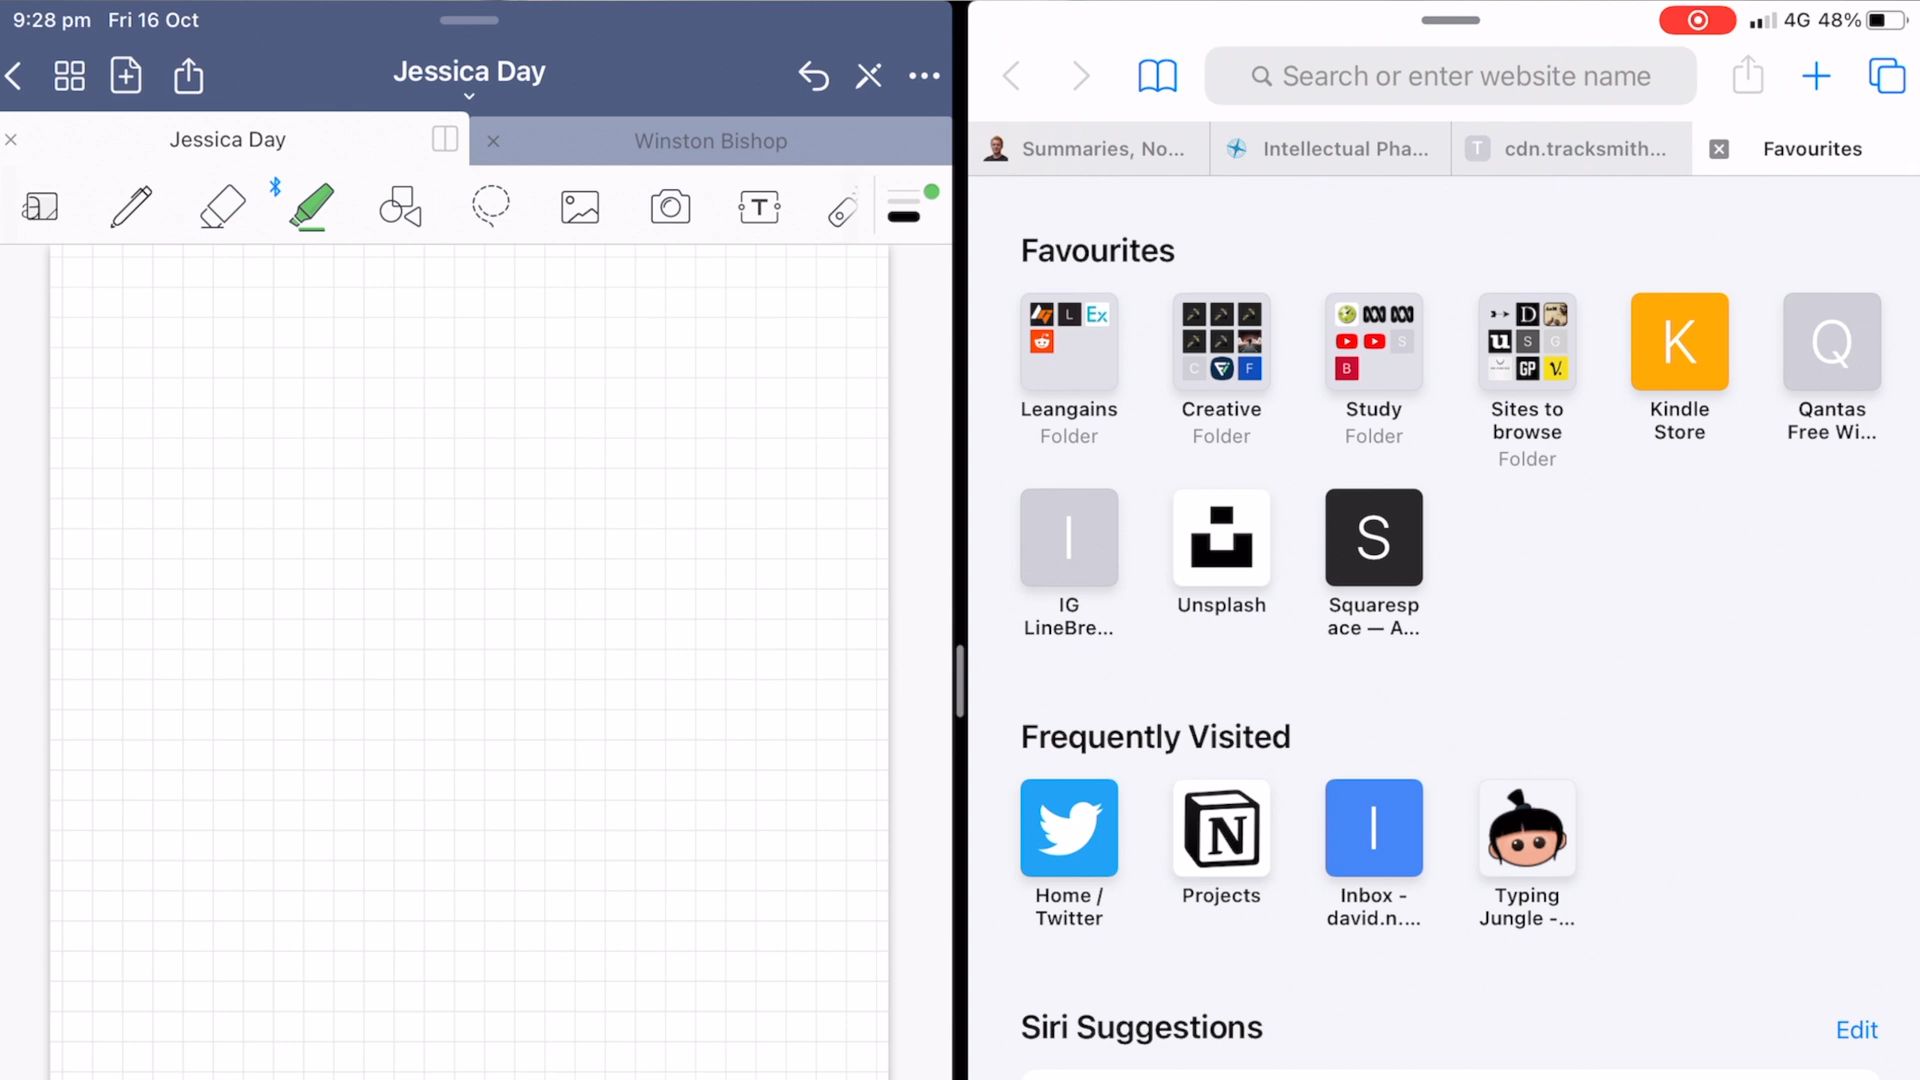 9:28 pm Fri 16 Oct
4G 48%
Jessica Day
Search or enter website name
Jessica Day
Winston Bishop
Summaries, No...
Intellectual Pha...
T cdn.tracksmith...
Favourites
T
Favourites
L Ex
C F
S
B
D
u S G
GP V.
K
Q
Leangains
Folder
Creative
Folder
Study
Folder
Sites to
browse
Folder
Kindle
Store
Qantas
Free Wi...
I
S
IG
LineBre...
Unsplash
Squaresp
ace — A...
Frequently Visited
N
I
Home /
Twitter
Projects
Inbox -
david.n....
Typing
Jungle -...
Siri Suggestions
Edit